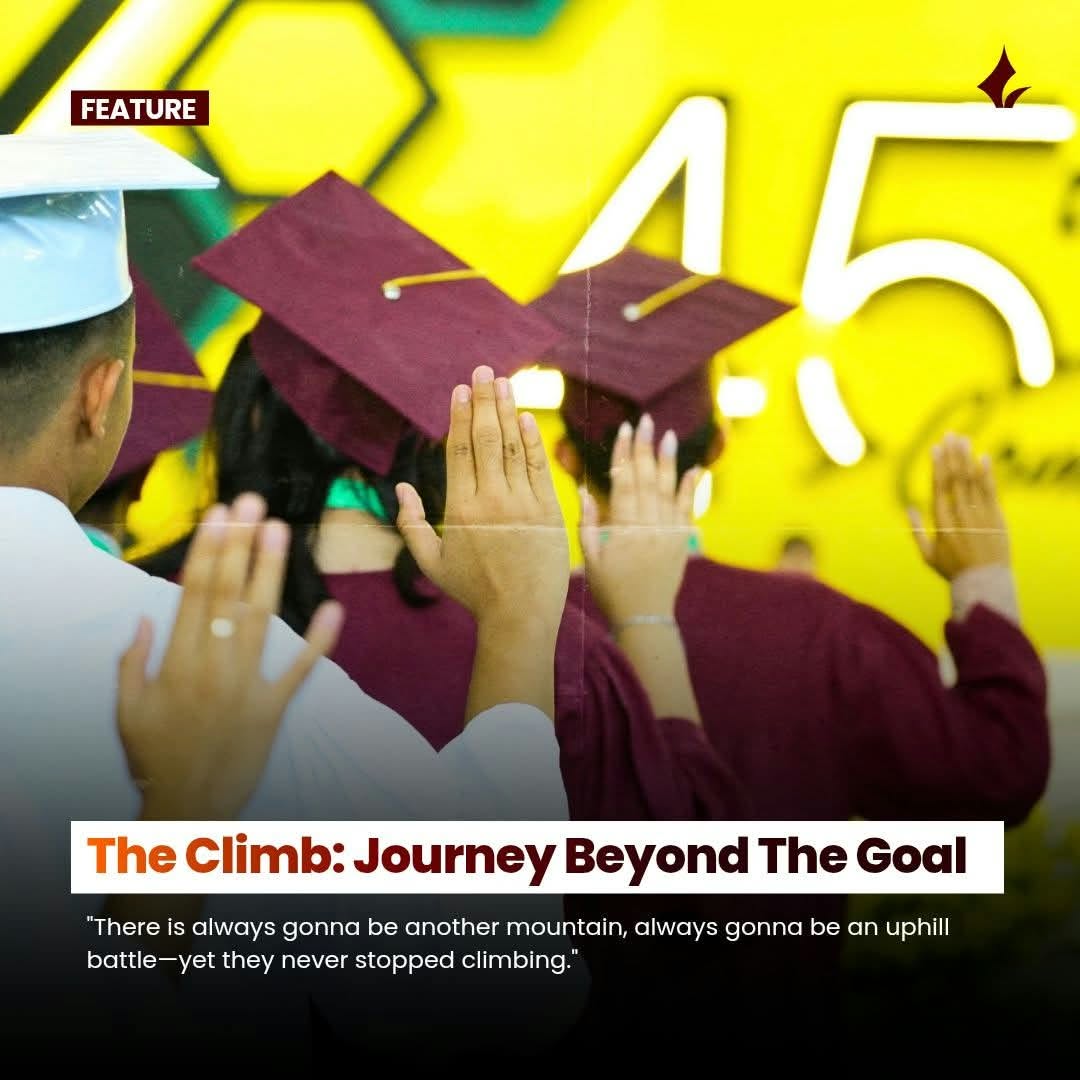 FEATURE
45
The Climb: Journey Beyond The Goal
"There is always gonna be another mountain, always gonna be an uphill
battle—yet they never stopped climbing."